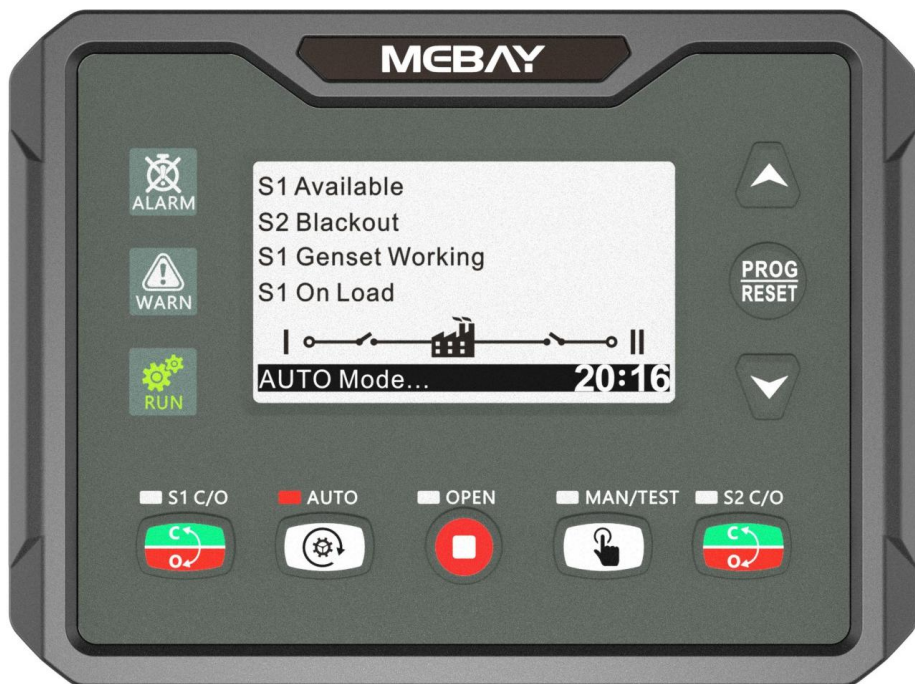 MEBAY
ALARM
WARN
RUN
S1 Available
S2 Blackout
S1 Genset Working
S1 On Load
I II
AUTO Mode... 20:16
PROG
RESET
S1 C/O
AUTO
OPEN
MAN/TEST
S2 C/O
C
O
C
O